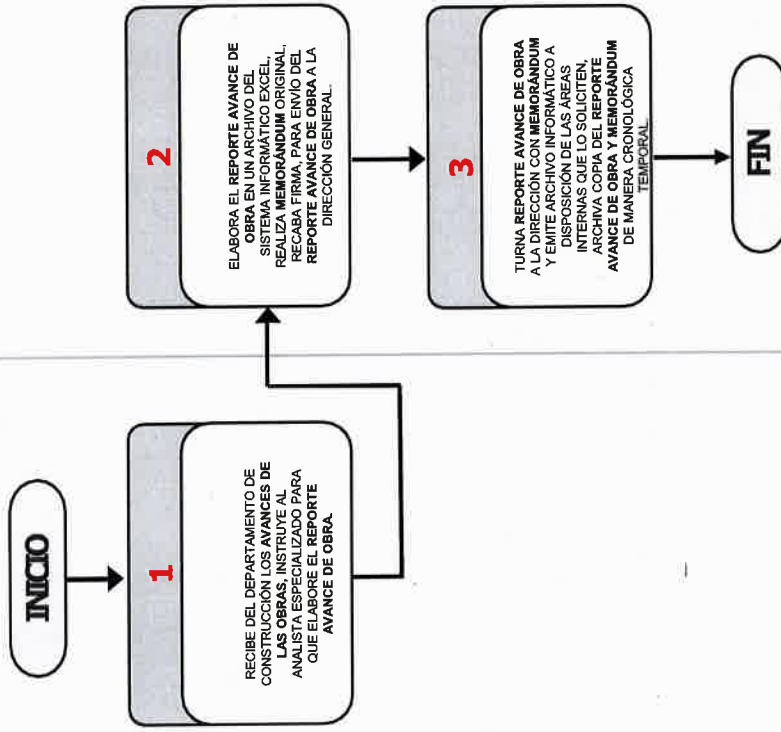 INICIO
1
RECIBE DEL DEPARTAMENTO DE
CONSTRUCCIÓN LOS AVANCES DE
LAS OBRAS, INSTRUYE AL
ANALISTA ESPECIALIZADO PARA
QUE ELABORE EL REPORTE
AVANCE DE OBRA.
2
ELABORA EL REPORTE AVANCE DE
OBRA EN UN ARCHIVO DEL
SISTEMA INFORMÁTICO EXCEL,
REALIZA MEMORÁNDUM ORIGINAL,
RECABA FIRMA, PARA ENVÍO DEL
REPORTE AVANCE DE OBRA A LA
DIRECCIÓN GENERAL.
3
TURNA REPORTE AVANCE DE OBRA
A LA DIRECCIÓN CON MEMORÁNDUM
Y EMITE ARCHIVO INFORMÁTICO A
DISPOSICIÓN DE LAS ÁREAS
INTERNAS QUE LO SOLICITEN,
ARCHIVA COPIA DEL REPORTE
AVANCE DE OBRA Y MEMORÁNDUM
DE MANERA CRONOLÓGICA
TEMPORAL
FIN